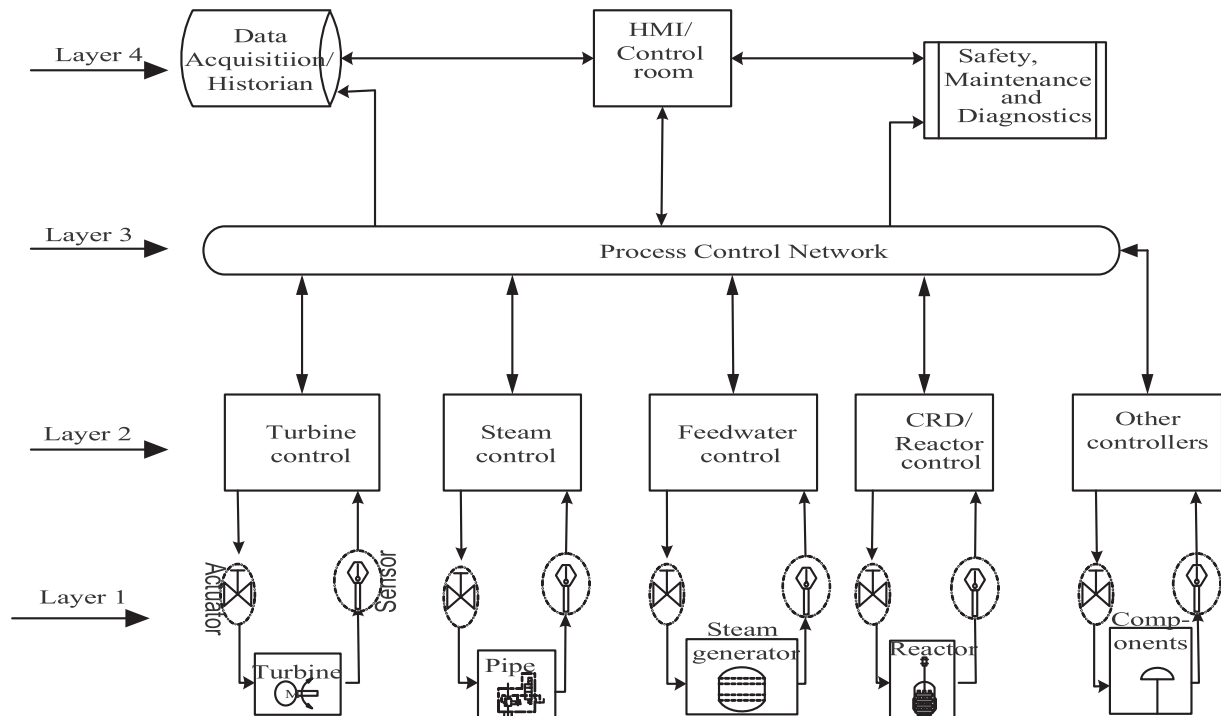 Layer 4
Data
Acquisitiion/
Historian
HMI/
Control
room
Safety,
Maintenance
and
Diagnostics
Layer 3
Process Control Network
Layer 2
Turbine
control
Steam
control
Feedwater
control
CRD/
Reactor
control
Other
controllers
Layer 1
Actuator
Sensor
Turbine
M
Pipe
Steam
generator
Reactor
Comp-
onents